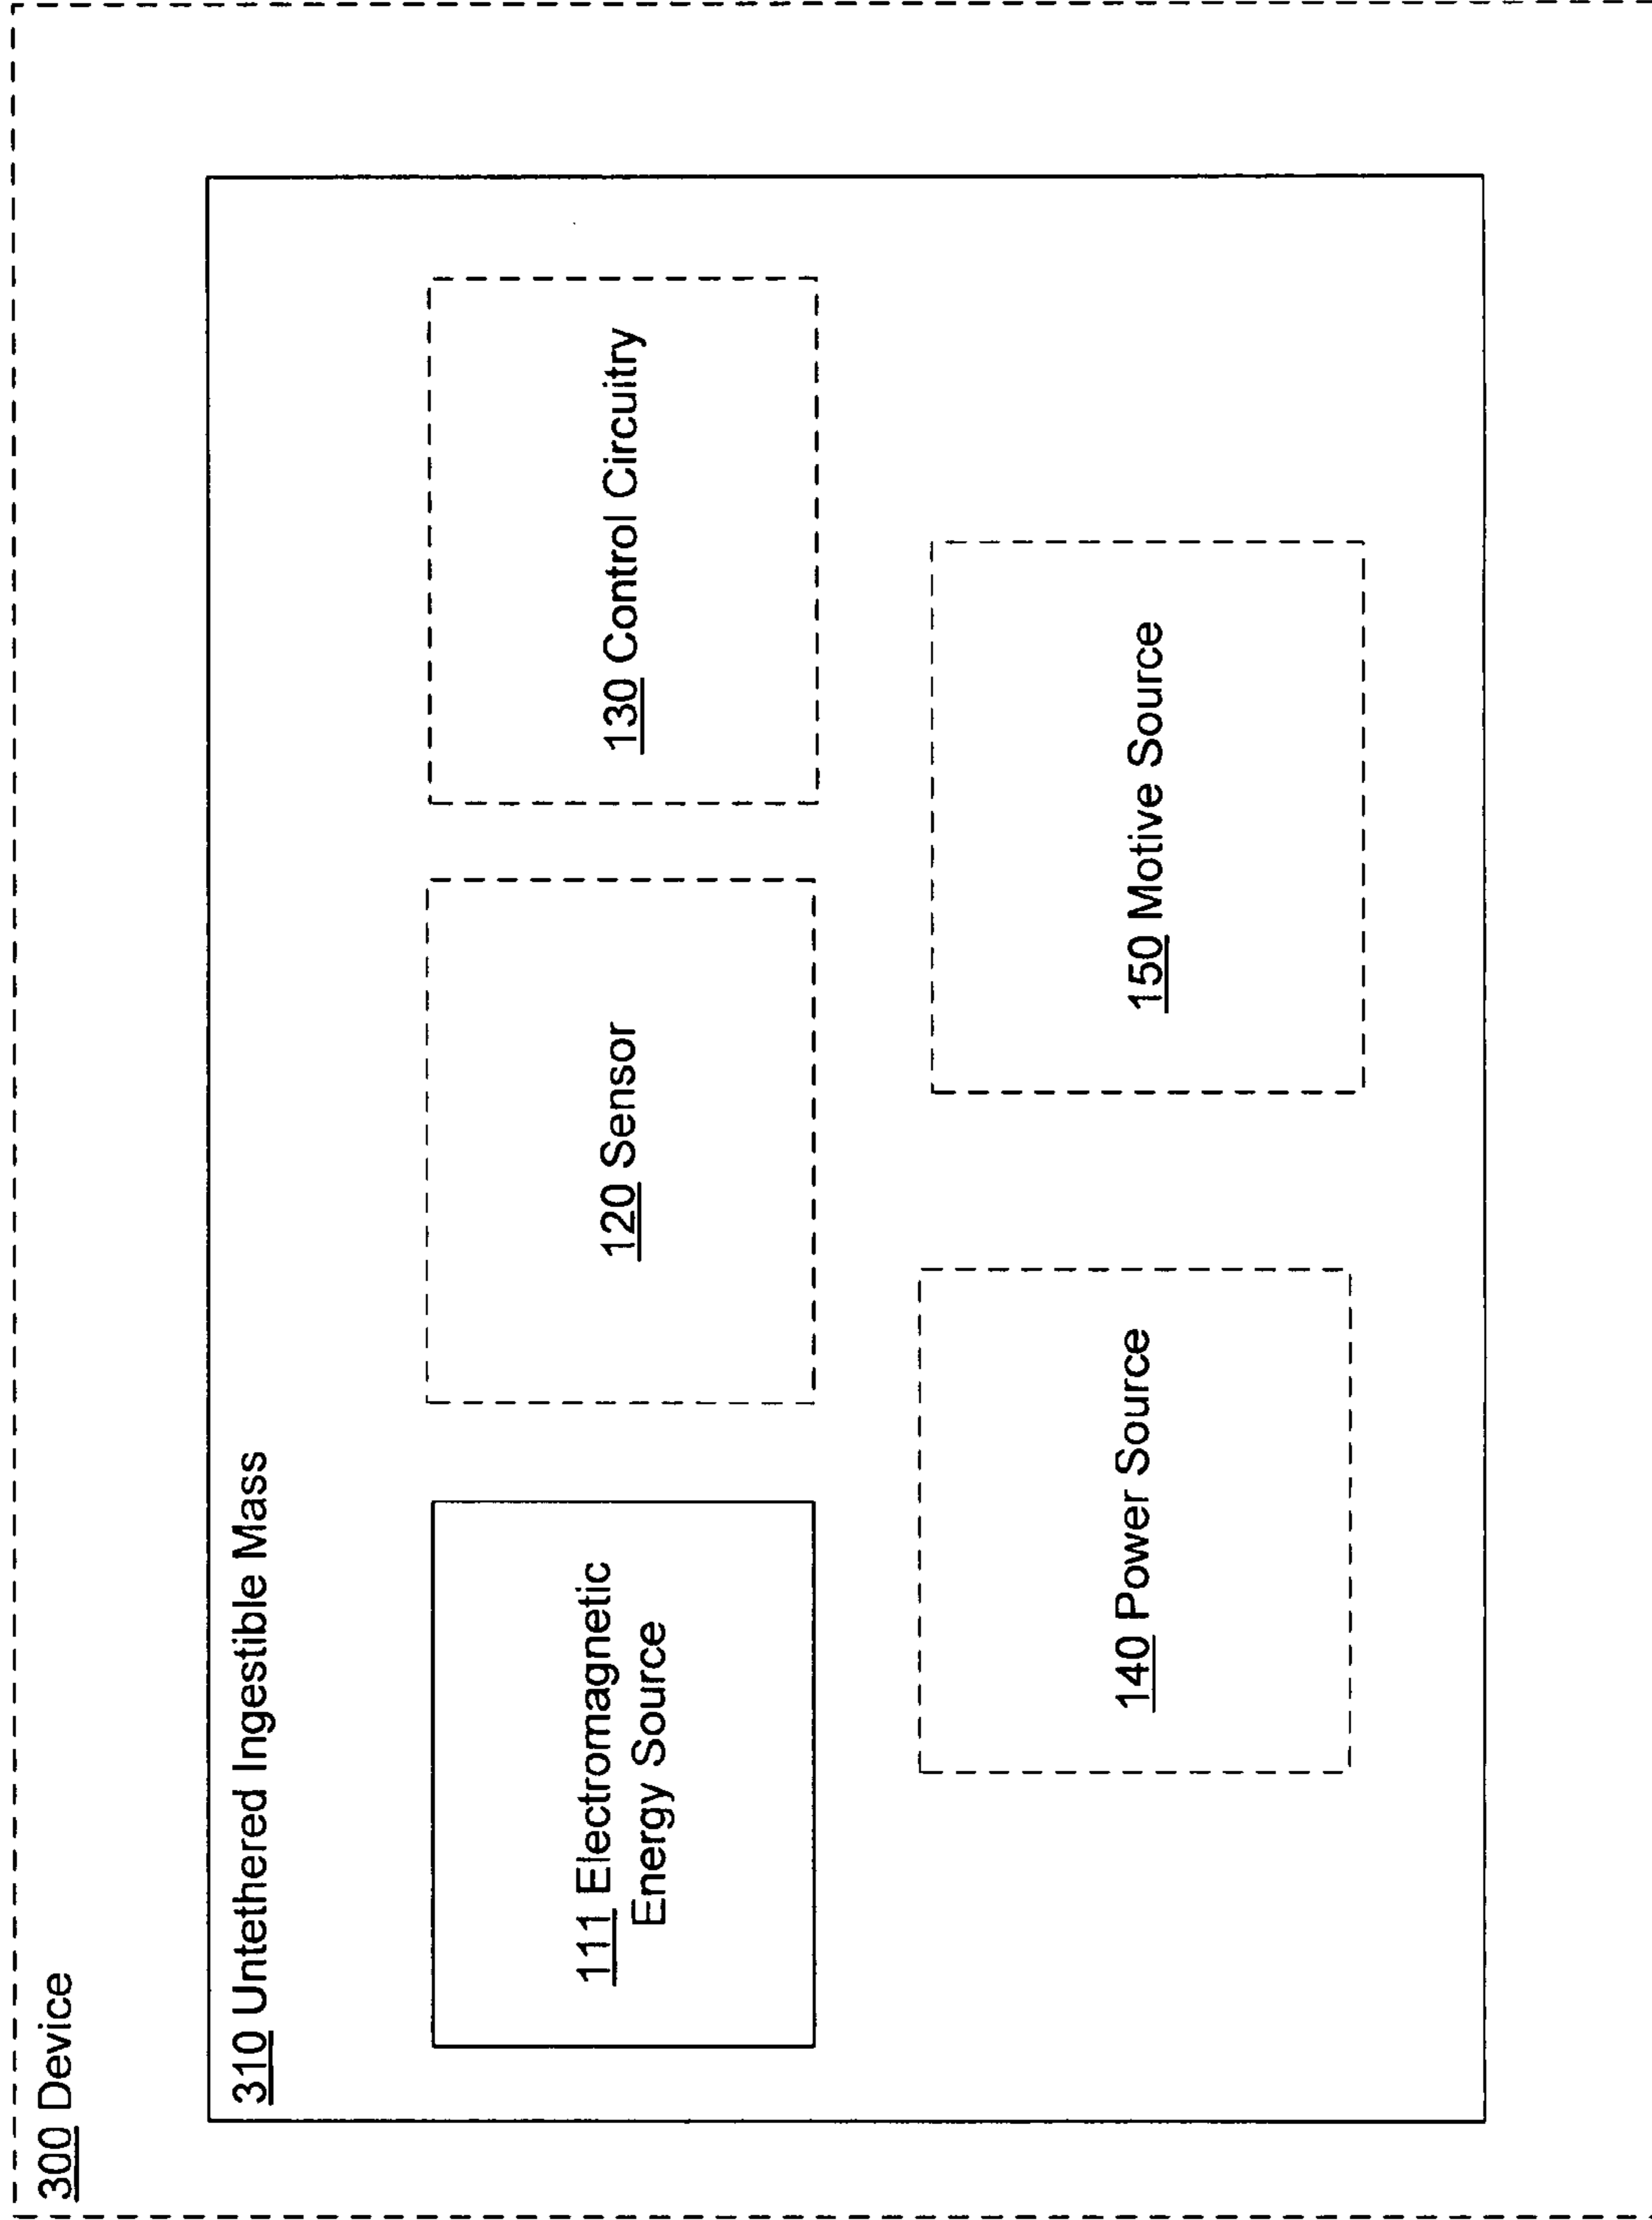 300 Device
310 Untethered Ingestible Mass
111 Electromagnetic
Energy Source
120 Sensor
130 Control Circuitry
140 Power Source
150 Motive Source